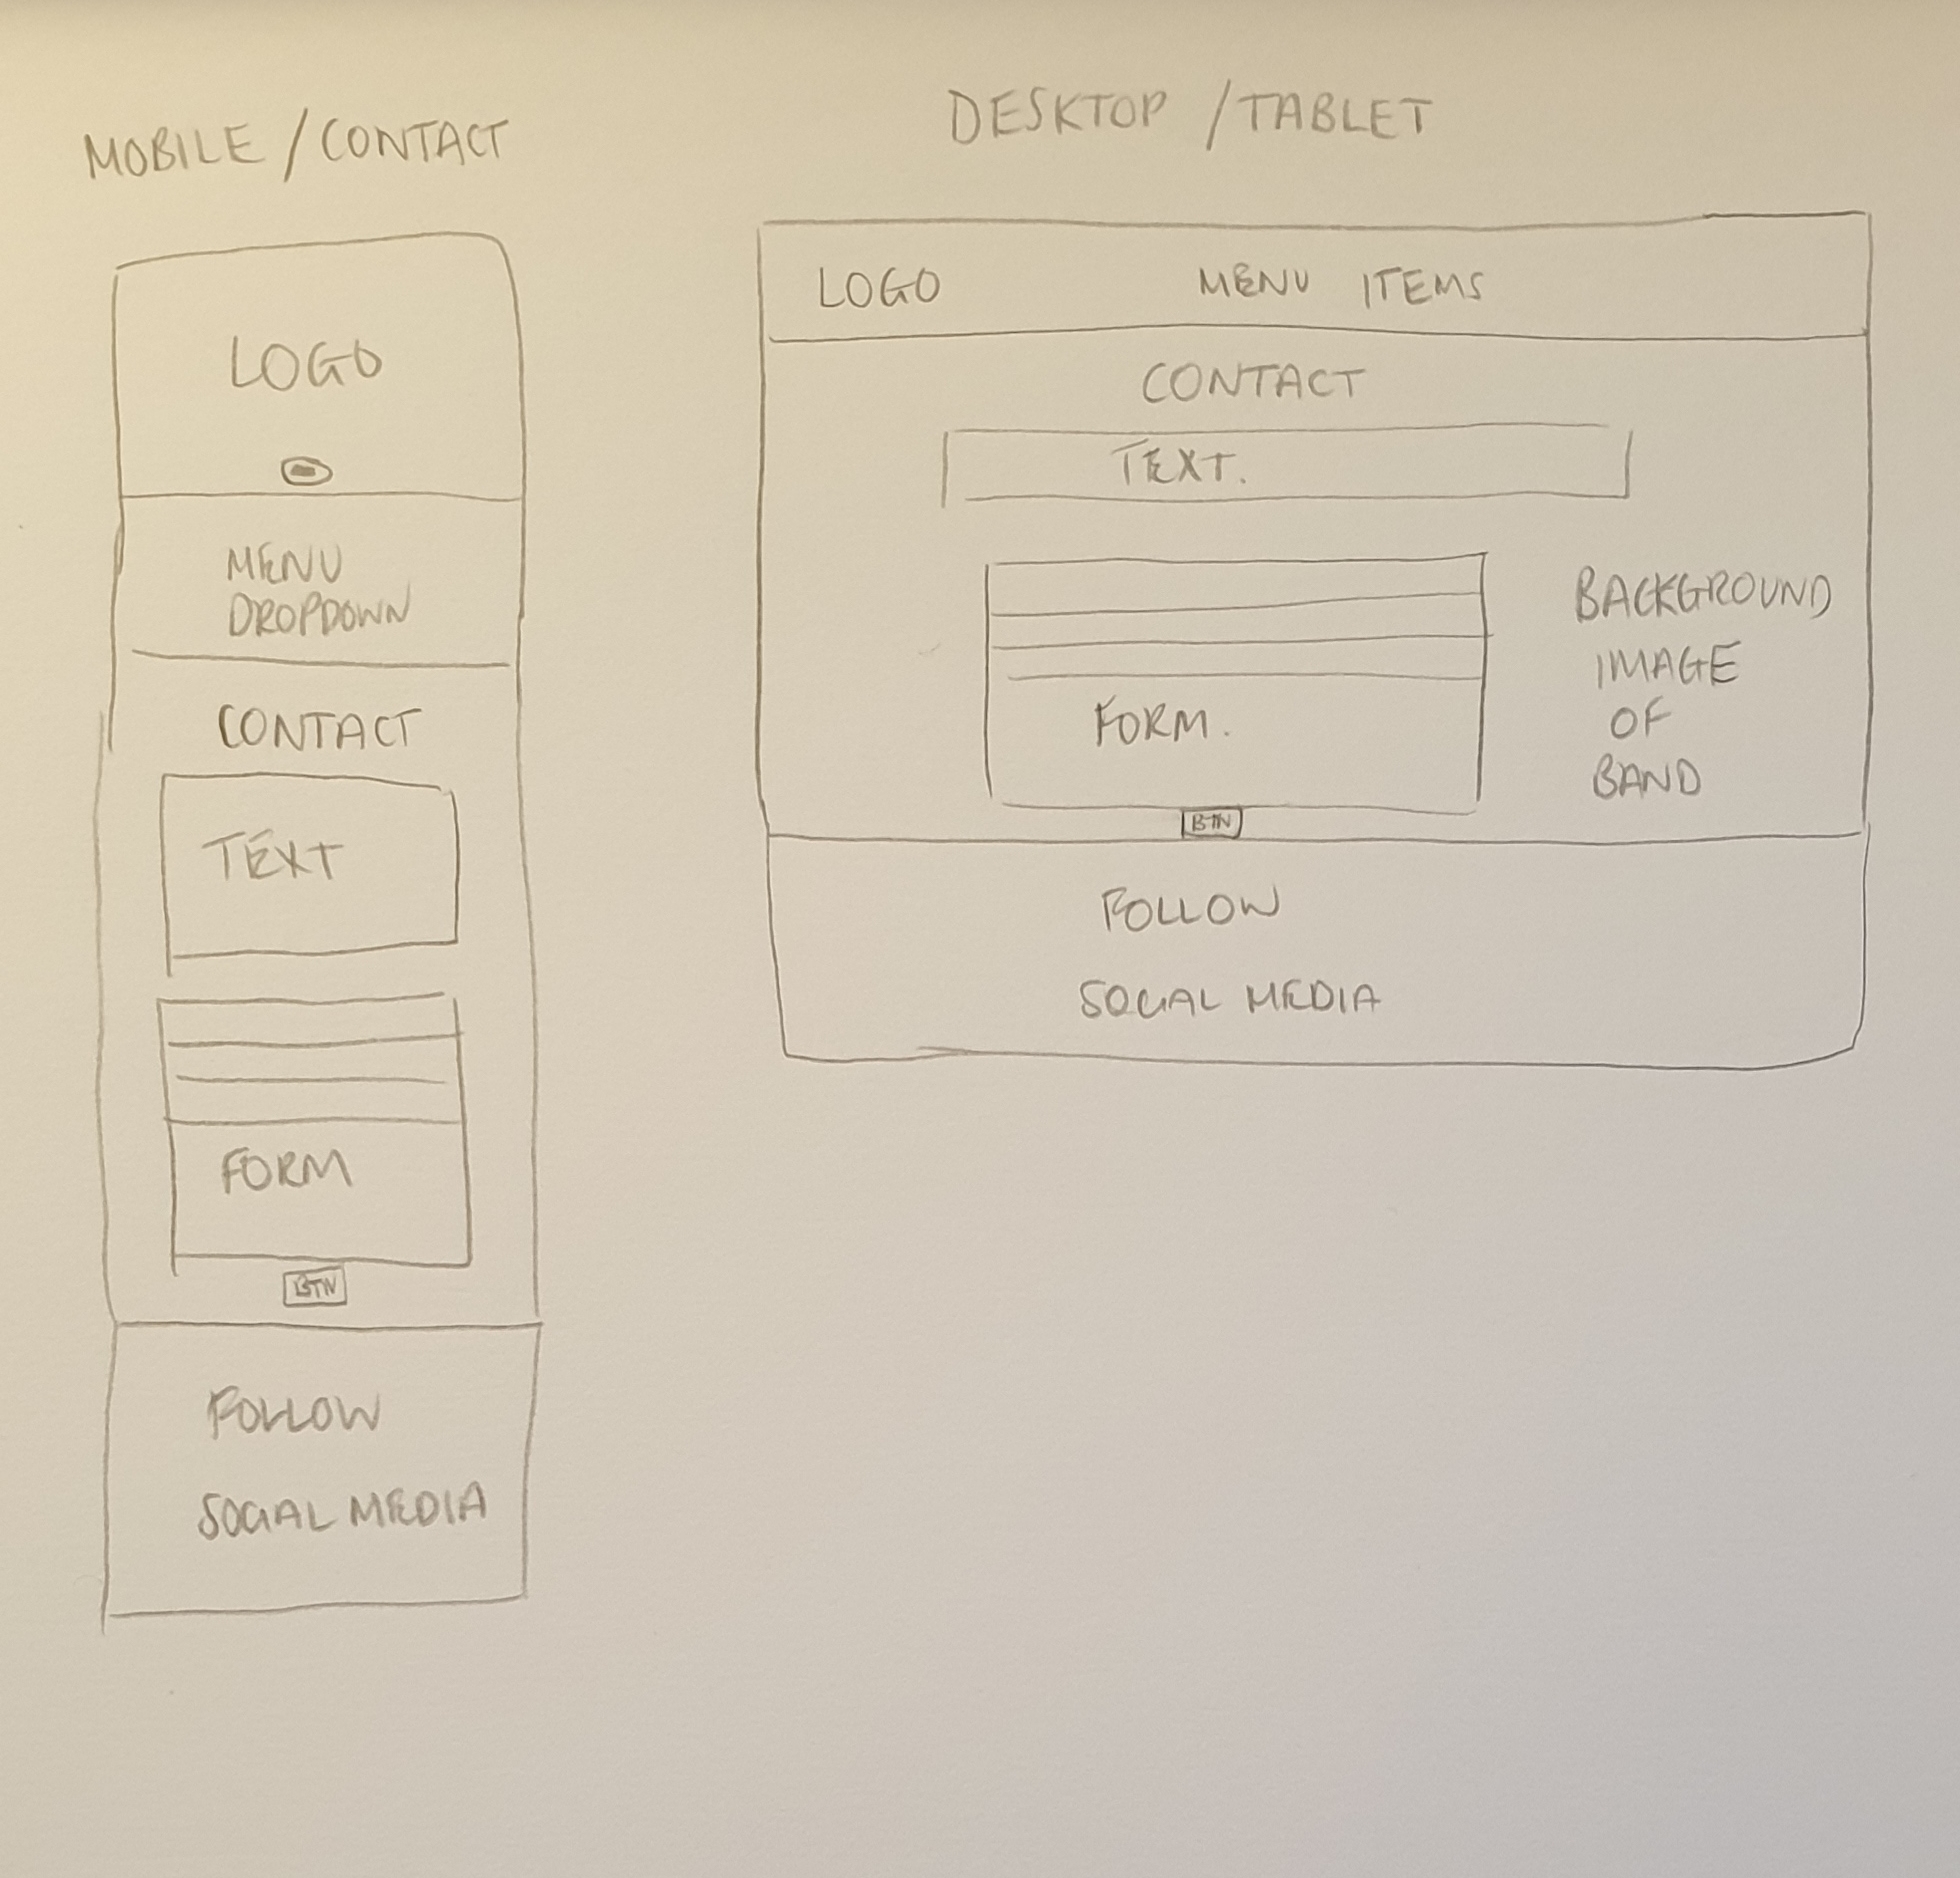 MOBILE / CONTACT
LOGO
MENU
DROPDOWN
CONTACT
TEXT
FORM
BTN
FOLLOW
SOCIAL MEDIA
DESKTOP / TABLET
LOGO MENU ITEMS
CONTACT
TEXT.
FORM.
BTN
BACKGROUND
IMAGE
OF
BAND
FOLLOW
SOCIAL MEDIA